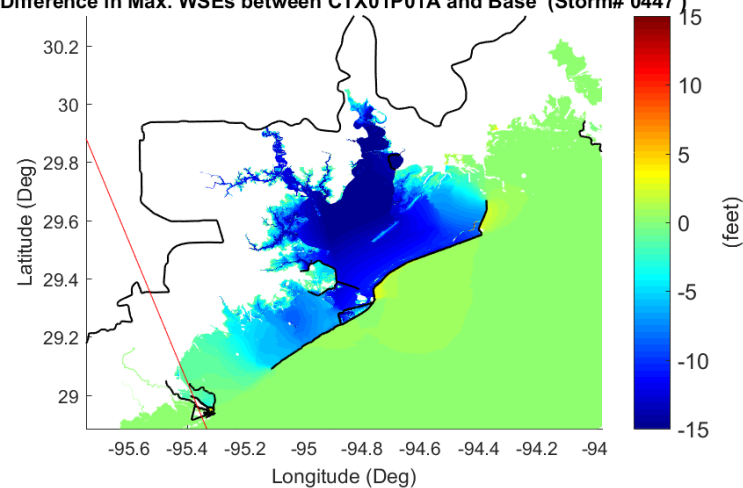 Difference in Max. WSEs between CTX01P01A and Base (Storm# 0447 )
15
10
5
0
-5
-10
-15
(feet)
30.2
30
29.8
29.6
29.4
29.2
29
Latitude (Deg)
-95.6 -95.4 -95.2 -95 -94.8 -94.6 -94.4 -94.2 -94
Longitude (Deg)